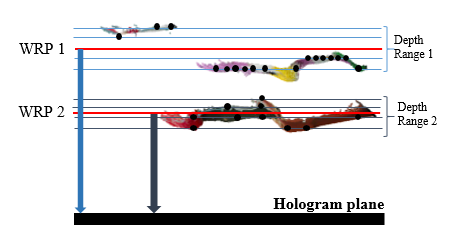 WRP 1
Depth
Range 1
WRP 2
Depth
Range 2
Hologram plane